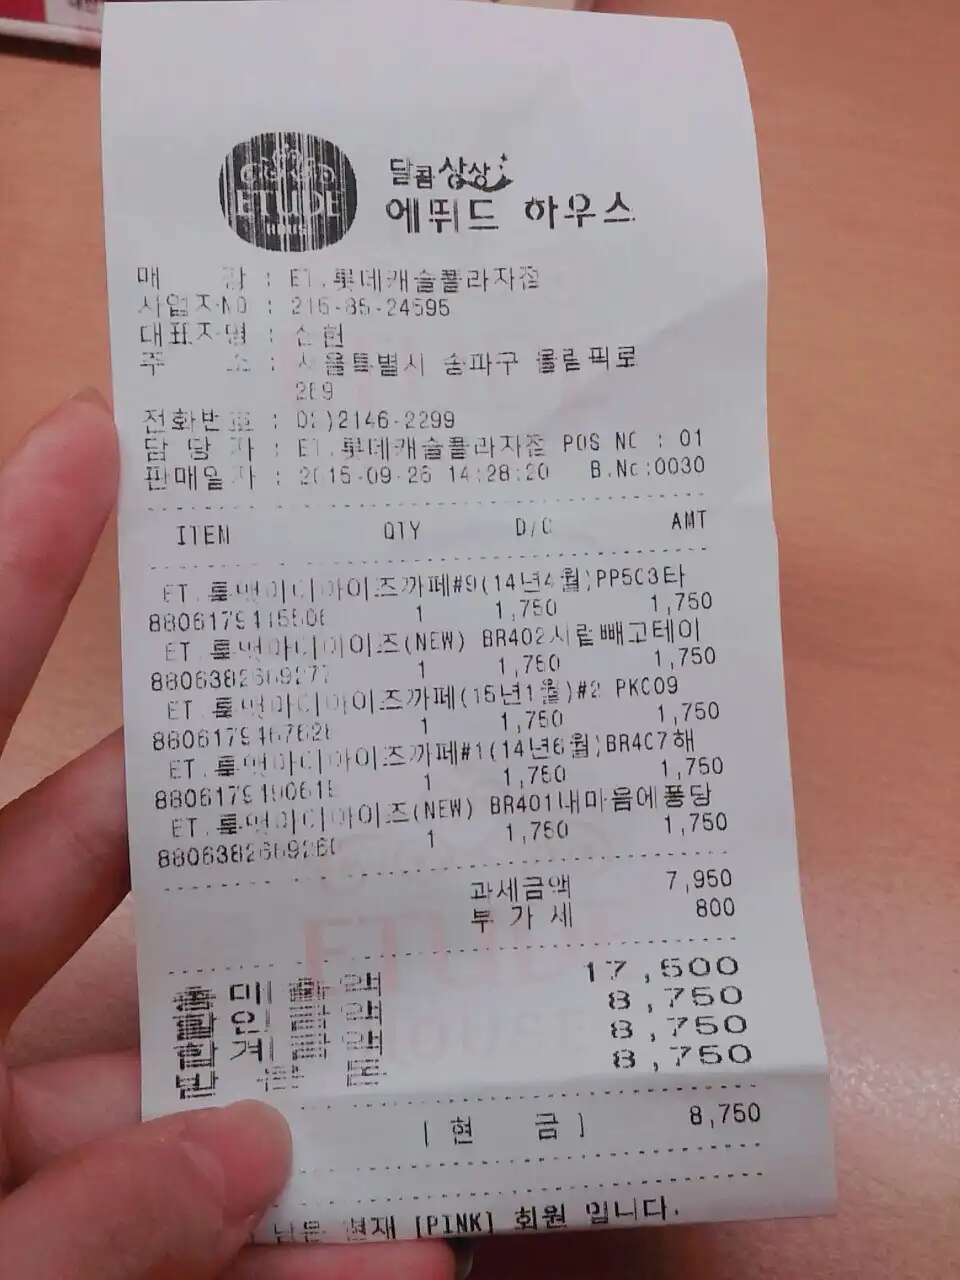 ETUDE
HOUSE
달콤상상
에뛰드 하우스
매 장 : ET.롯데캐슬플라자점
사업자NO : 215-85-24595
대표자명 : 신현
주 소 : 서울특별시 송파구 올림픽로
269
전화번호 : 02)2146-2299
담 당 자 : ET.롯데캐슬플라자점 POS NO : 01
판매일자 : 2015-09-26 14:28:20 B.No:0030
ITEM QTY D/C AMT
ET.룩앳마이아이즈까페#9(14년4월)PP503타
1 1,750 1,750
ET.룩앳마이아이즈(NEW) BR402시럽빼고테이
8806382669277 1 1,750 1,750
ET.룩앳마이아이즈까페(15년1월)#2 PK009
1 1,750 1,750
ET.룩앳마이아이즈까페#1(14년6월)BR407해
1 1,750 1,750
ET.룩앳마이아이즈(NEW) BR401내마음에퐁당
1 1,750 1,750
과세금액 7,950
부 가 세 800
총 매 출 액 17,500
할 인 금 액 8,750
합 계 금 액 8,750
받 은 돈 8,750
[ 현 금 ] 8,750
님은 현재 [PINK] 회원 입니다.